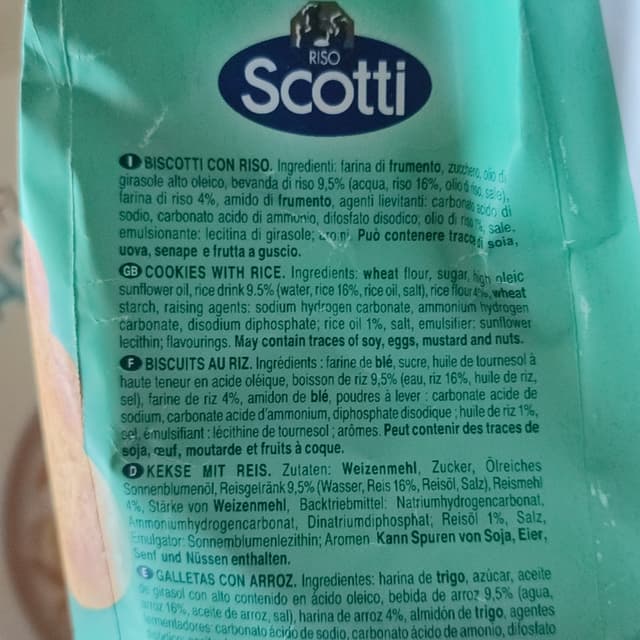 RISO
Scotti
I BISCOTTI CON RISO. Ingredienti: farina di frumento, zucchero, olio di
girasole alto oleico, bevanda di riso 9,5% (acqua, riso 16%, olio di riso, sale),
farina di riso 4%, amido di frumento, agenti lievitanti: carbonato acido di
sodio, carbonato acido di ammonio, difosfato disodico; olio di riso 1%, sale,
emulsionante: lecitina di girasole; aromi. Può contenere tracce di soia,
uova, senape e frutta a guscio.
GB COOKIES WITH RICE. Ingredients: wheat flour, sugar, high oleic
sunflower oil, rice drink 9.5% (water, rice 16%, rice oil, salt), rice flour 4%, wheat
starch, raising agents: sodium hydrogen carbonate, ammonium hydrogen
carbonate, disodium diphosphate; rice oil 1%, salt, emulsifier: sunflower
lecithin; flavourings. May contain traces of soy, eggs, mustard and nuts.
F BISCUITS AU RIZ. Ingrédients : farine de blé, sucre, huile de tournesol à
haute teneur en acide oléique, boisson de riz 9,5% (eau, riz 16%, huile de riz,
sel), farine de riz 4%, amidon de blé, poudres à lever : carbonate acide de
sodium, carbonate acide d'ammonium, diphosphate disodique ; huile de riz 1%,
sel, émulsifiant : lécithine de tournesol ; arômes. Peut contenir des traces de
soja, œuf, moutarde et fruits à coque.
D KEKSE MIT REIS. Zutaten: Weizenmehl, Zucker, Ölreiches
Sonnenblumenöl, Reisgelränk 9,5% (Wasser, Reis 16%, Reisöl, Salz), Reismehl
4%, Stärke von Weizenmehl, Backtriebmittel: Natriumhydrogencarbonat,
Ammoniumhydrogencarbonat, Dinatriumdiphosphat; Reisöl 1%, Salz,
Emulgator: Sonnemblumenlezithin; Aromen. Kann Spuren von Soja, Eier,
Senf und Nüssen enthalten.
E GALLETAS CON ARROZ. Ingredientes: harina de trigo, azúcar, aceite
de girasol con alto contenido en ácido oleico, bebida de arroz 9,5% (agua,
arroz 16%, aceite de arroz, sal), harina de arroz 4%, almidón de trigo, agentes
fermentadores: carbonato ácido de sodio, carbonato ácido de amonio, difosfato